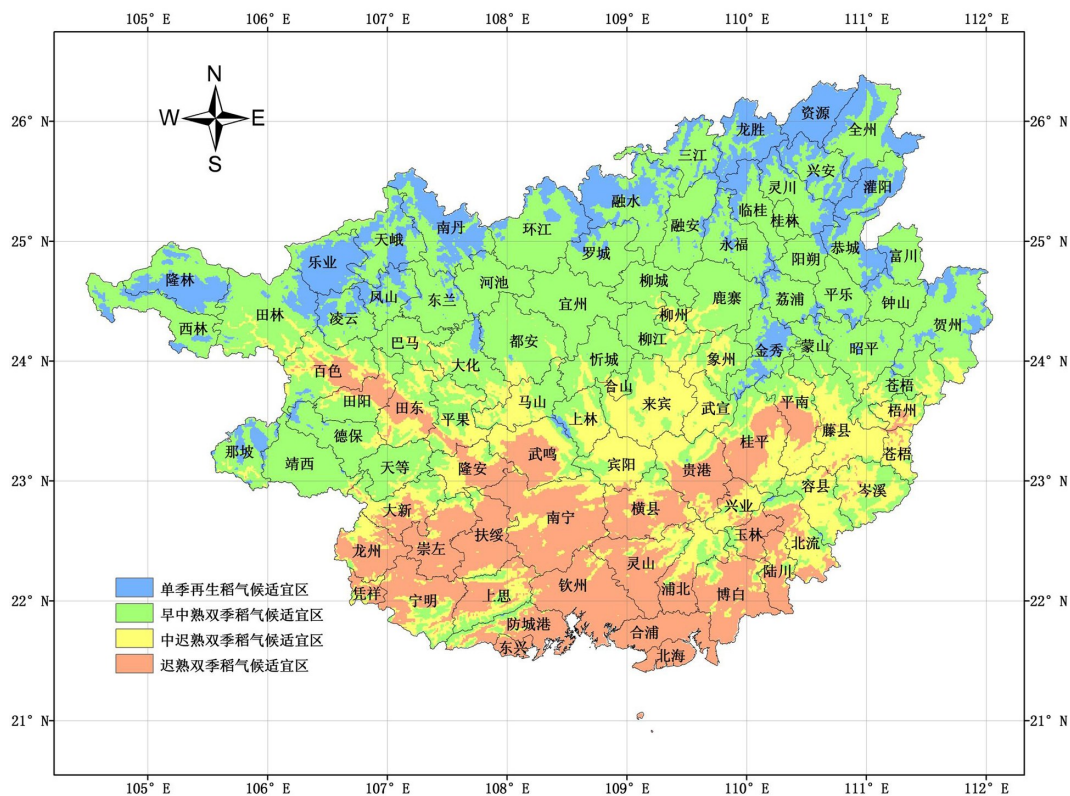 105° E 106° E 107° E 108° E 109° E 110° E 111° E 112° E
N
W E
S
26° N 26° N
25° N 25° N
24° N 24° N
23° N 23° N
22° N 22° N
21° N 21° N
资源
龙胜
全州
三江
兴安
灵川
灌阳
融水
临桂
桂林
融安
南丹
环江
天峨
永福
恭城
罗城
阳朔
富川
乐业
隆林
河池
柳城
凤山
东兰
宜州
鹿寨
荔浦
平乐
钟山
田林
凌云
柳州
贺州
西林
巴马
都安
柳江
金秀
蒙山
昭平
大化
忻城
象州
百色
合山
苍梧
田阳
田东
平果
马山
上林
来宾
武宣
平南
梧州
藤县
德保
那坡
靖西
天等
隆安
武鸣
宾阳
贵港
桂平
苍梧
容县
岑溪
大新
南宁
横县
兴业
扶绥
玉林
北流
龙州
崇左
灵山
陆川
凭祥
宁明
上思
钦州
浦北
博白
防城港
合浦
东兴
北海
单季再生稻气候适宜区
早中熟双季稻气候适宜区
中迟熟双季稻气候适宜区
迟熟双季稻气候适宜区
105° E 106° E 107° E 108° E 109° E 110° E 111° E 112° E